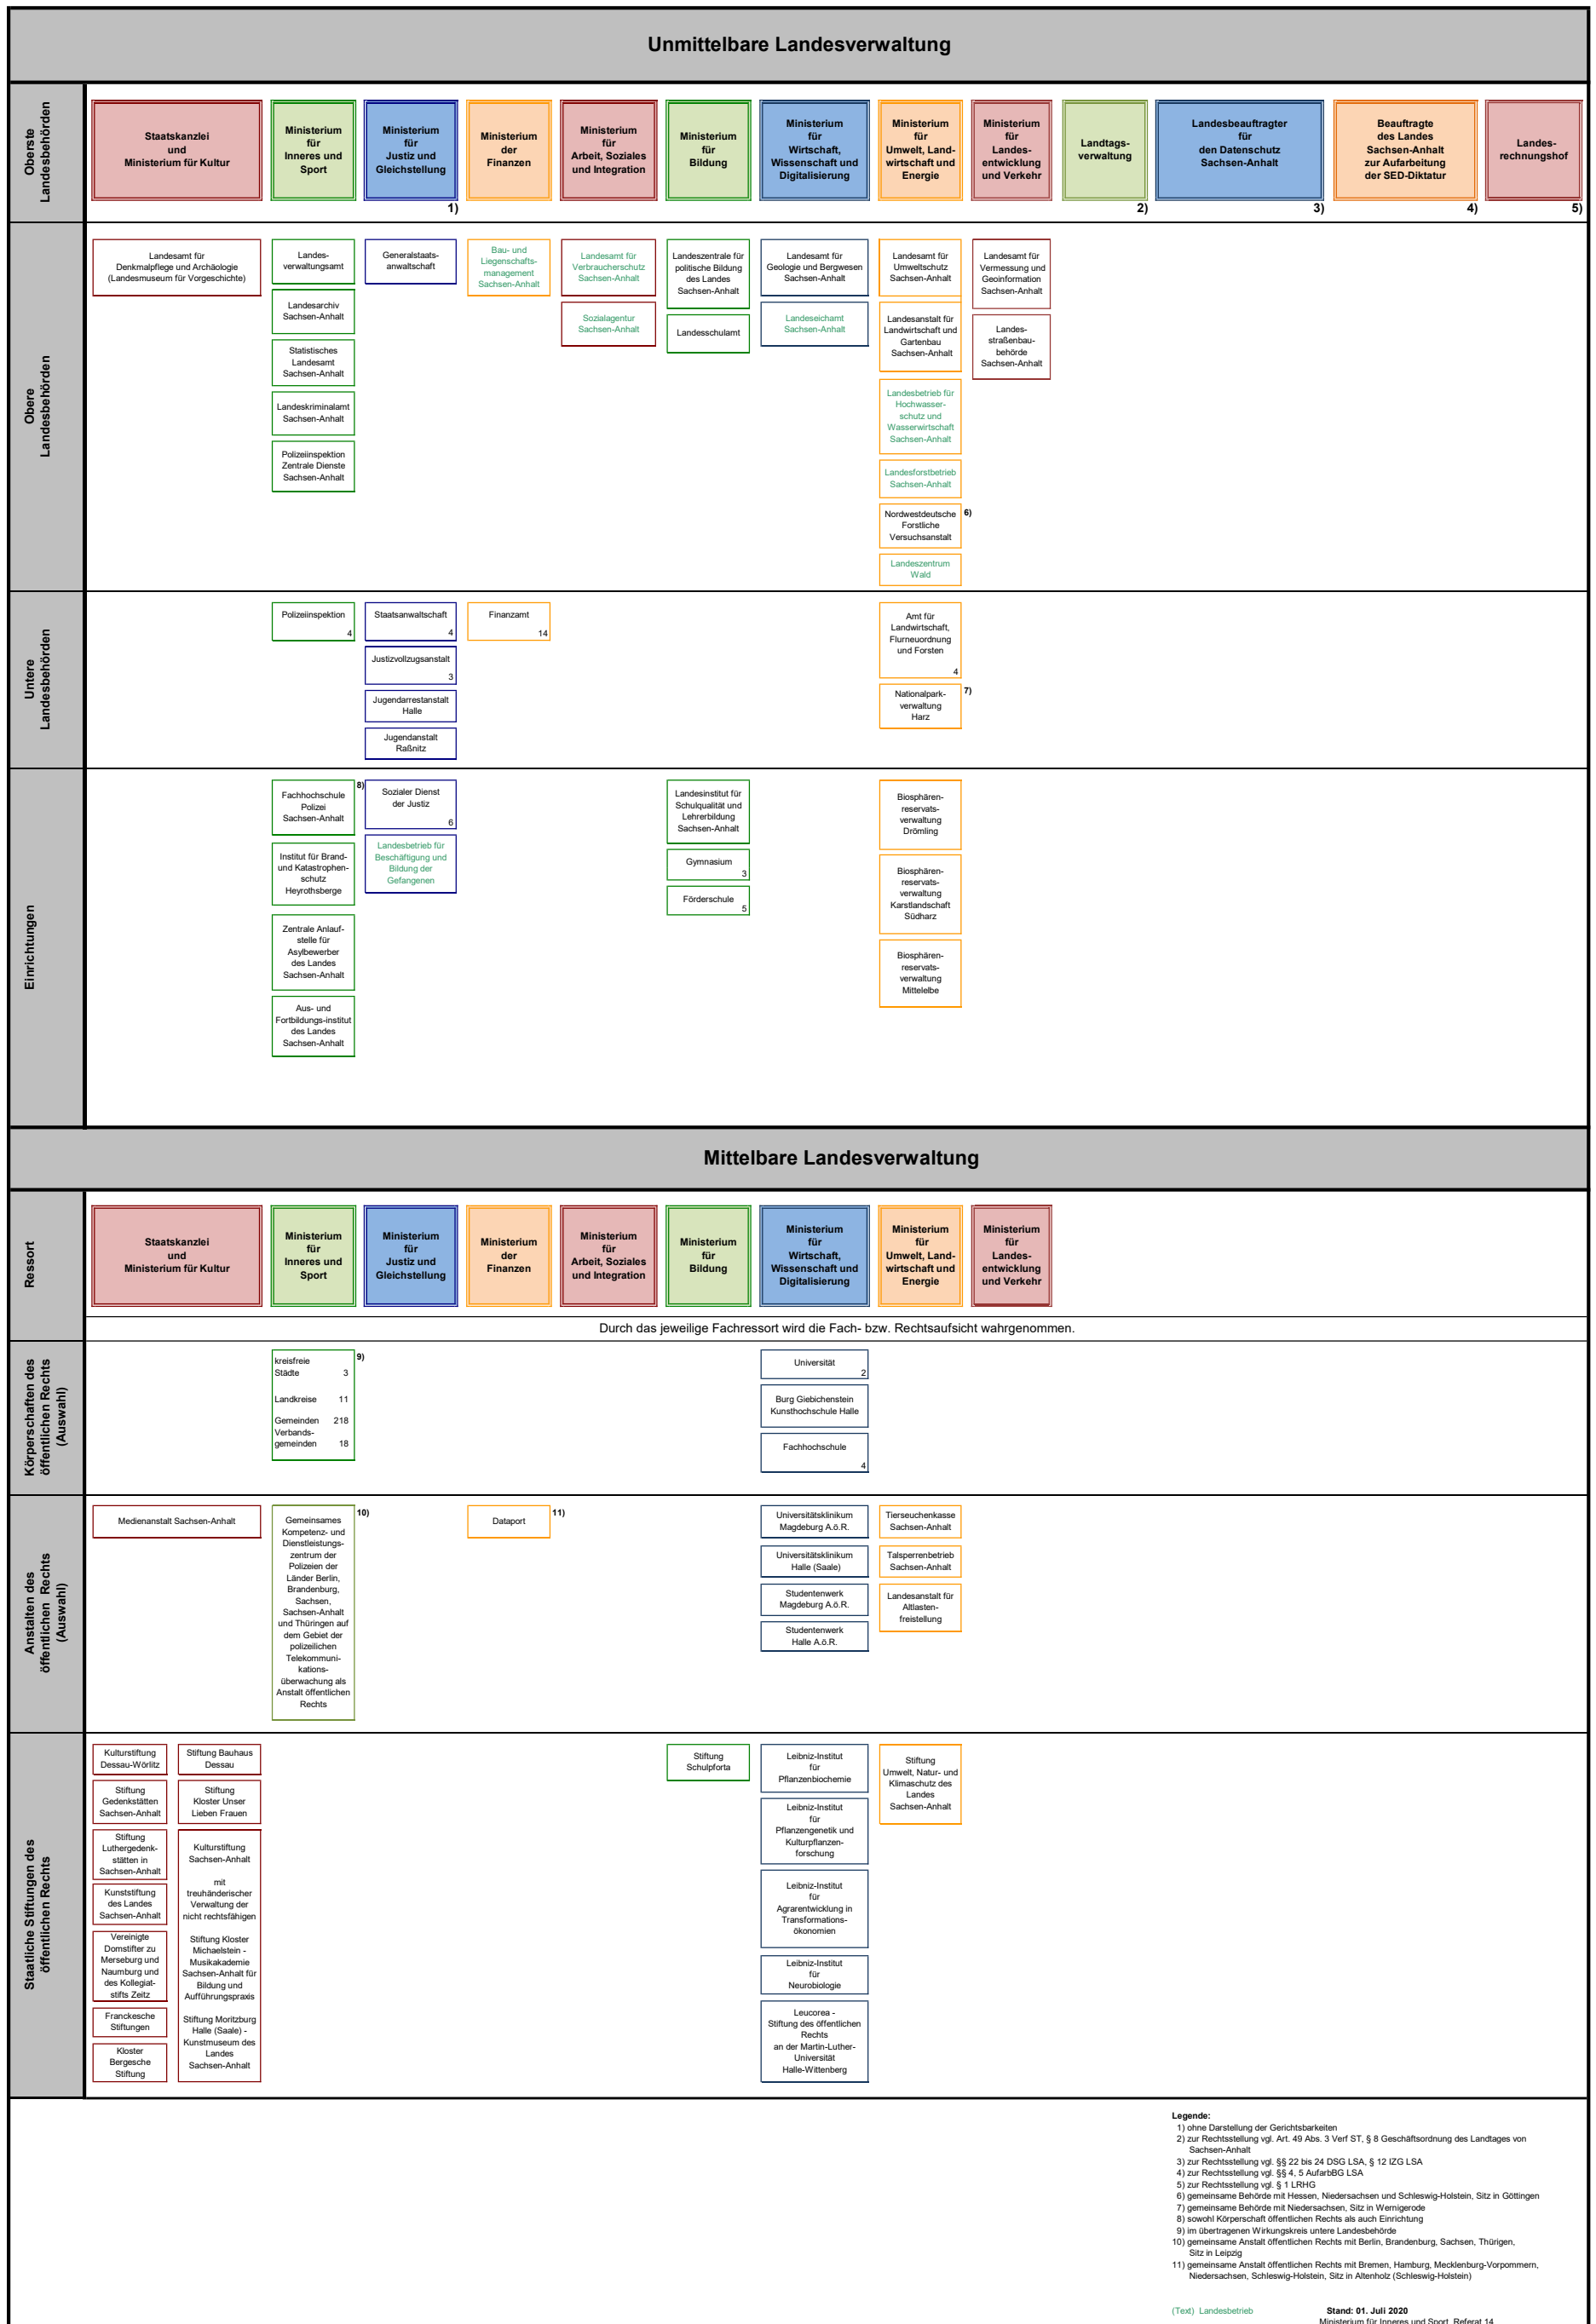 Unmittelbare Landesverwaltung
Oberste
Landesbehörden
Staatskanzlei
und
Ministerium für Kultur
Ministerium
für
Inneres und
Sport
Ministerium
für
Justiz und
Gleichstellung
1)
Ministerium
der
Finanzen
Ministerium
für
Arbeit, Soziales
und Integration
Ministerium
für
Bildung
Ministerium
für
Wirtschaft,
Wissenschaft und
Digitalisierung
Ministerium
für
Umwelt, Land-
wirtschaft und
Energie
Ministerium
für
Landes-
entwicklung
und Verkehr
Landtags-
verwaltung
2)
Landesbeauftragter
für
den Datenschutz
Sachsen-Anhalt
3)
Beauftragte
des Landes
Sachsen-Anhalt
zur Aufarbeitung
der SED-Diktatur
4)
Landes-
rechnungshof
5)
Obere
Landesbehörden
Landesamt für
Denkmalpflege und Archäologie
(Landesmuseum für Vorgeschichte)
Landes-
verwaltungsamt
Landesarchiv
Sachsen-Anhalt
Statistisches
Landesamt
Sachsen-Anhalt
Landeskriminalamt
Sachsen-Anhalt
Polizeiinspektion
Zentrale Dienste
Sachsen-Anhalt
Generalstaats-
anwaltschaft
Bau- und
Liegenschafts-
management
Sachsen-Anhalt
Landesamt für
Verbraucherschutz
Sachsen-Anhalt
Sozialagentur
Sachsen-Anhalt
Landeszentrale für
politische Bildung
des Landes
Sachsen-Anhalt
Landesschulamt
Landesamt für
Geologie und Bergwesen
Sachsen-Anhalt
Landeseichamt
Sachsen-Anhalt
Landesamt für
Umweltschutz
Sachsen-Anhalt
Landesanstalt für
Landwirtschaft und
Gartenbau
Sachsen-Anhalt
Landesbetrieb für
Hochwasser-
schutz und
Wasserwirtschaft
Sachsen-Anhalt
Landesforstbetrieb
Sachsen-Anhalt
Nordwestdeutsche
Forstliche
Versuchsanstalt
6)
Landeszentrum
Wald
Landesamt für
Vermessung und
Geoinformation
Sachsen-Anhalt
Landes-
straßenbau-
behörde
Sachsen-Anhalt
Untere
Landesbehörden
Polizeiinspektion
4
Staatsanwaltschaft
4
Justizvollzugsanstalt
3
Jugendarrestanstalt
Halle
Jugendanstalt
Raßnitz
Finanzamt
14
Amt für
Landwirtschaft,
Flurneuordnung
und Forsten
4
Nationalpark-
verwaltung
Harz
7)
Einrichtungen
Fachhochschule
Polizei
Sachsen-Anhalt
8)
Institut für Brand-
und Katastrophen-
schutz
Heyrothsberge
Zentrale Anlauf-
stelle für
Asylbewerber
des Landes
Sachsen-Anhalt
Aus- und
Fortbildungs-institut
des Landes
Sachsen-Anhalt
Sozialer Dienst
der Justiz
6
Landesbetrieb für
Beschäftigung und
Bildung der
Gefangenen
Landesinstitut für
Schulqualität und
Lehrerbildung
Sachsen-Anhalt
Gymnasium
3
Förderschule
5
Biosphären-
reservats-
verwaltung
Drömling
Biosphären-
reservats-
verwaltung
Karstlandschaft
Südharz
Biosphären-
reservats-
verwaltung
Mittelelbe
Mittelbare Landesverwaltung
Ressort
Staatskanzlei
und
Ministerium für Kultur
Ministerium
für
Inneres und
Sport
Ministerium
für
Justiz und
Gleichstellung
Ministerium
der
Finanzen
Ministerium
für
Arbeit, Soziales
und Integration
Ministerium
für
Bildung
Ministerium
für
Wirtschaft,
Wissenschaft und
Digitalisierung
Ministerium
für
Umwelt, Land-
wirtschaft und
Energie
Ministerium
für
Landes-
entwicklung
und Verkehr
Durch das jeweilige Fachressort wird die Fach- bzw. Rechtsaufsicht wahrgenommen.
Körperschaften des
öffentlichen Rechts
(Auswahl)
kreisfreie
Städte 3
Landkreise 11
Gemeinden 218
Verbands-
gemeinden 18
9)
Universität
2
Burg Giebichenstein
Kunsthochschule Halle
Fachhochschule
4
Anstalten des
öffentlichen Rechts
(Auswahl)
Medienanstalt Sachsen-Anhalt
Gemeinsames
Kompetenz- und
Dienstleistungs-
zentrum der
Polizeien der
Länder Berlin,
Brandenburg,
Sachsen,
Sachsen-Anhalt
und Thüringen auf
dem Gebiet der
polizeilichen
Telekommuni-
kations-
überwachung als
Anstalt öffentlichen
Rechts
10)
Dataport
11)
Universitätsklinikum
Magdeburg A.ö.R.
Universitätsklinikum
Halle (Saale)
Studentenwerk
Magdeburg A.ö.R.
Studentenwerk
Halle A.ö.R.
Tierseuchenkasse
Sachsen-Anhalt
Talsperrenbetrieb
Sachsen-Anhalt
Landesanstalt für
Altlasten-
freistellung
Staatliche Stiftungen des
öffentlichen Rechts
Kulturstiftung
Dessau-Wörlitz
Stiftung
Gedenkstätten
Sachsen-Anhalt
Stiftung
Luthergedenk-
stätten in
Sachsen-Anhalt
Kunststiftung
des Landes
Sachsen-Anhalt
Vereinigte
Domstifter zu
Merseburg und
Naumburg und
des Kollegiat-
stifts Zeitz
Franckesche
Stiftungen
Kloster
Bergesche
Stiftung
Stiftung Bauhaus
Dessau
Stiftung
Kloster Unser
Lieben Frauen
Kulturstiftung
Sachsen-Anhalt
mit
treuhänderischer
Verwaltung der
nicht rechtsfähigen
Stiftung Kloster
Michaelstein -
Musikakademie
Sachsen-Anhalt für
Bildung und
Aufführungspraxis
Stiftung Moritzburg
Halle (Saale) -
Kunstmuseum des
Landes
Sachsen-Anhalt
Stiftung
Schulpforta
Leibniz-Institut
für
Pflanzenbiochemie
Leibniz-Institut
für
Pflanzengenetik und
Kulturpflanzen-
forschung
Leibniz-Institut
für
Agrarentwicklung in
Transformations-
ökonomien
Leibniz-Institut
für
Neurobiologie
Leucorea -
Stiftung des öffentlichen
Rechts
an der Martin-Luther-
Universität
Halle-Wittenberg
Stiftung
Umwelt, Natur- und
Klimaschutz des
Landes
Sachsen-Anhalt
Legende:
1) ohne Darstellung der Gerichtsbarkeiten
2) zur Rechtsstellung vgl. Art. 49 Abs. 3 Verf ST, § 8 Geschäftsordnung des Landtages von
Sachsen-Anhalt
3) zur Rechtsstellung vgl. §§ 22 bis 24 DSG LSA, § 12 IZG LSA
4) zur Rechtsstellung vgl. §§ 4, 5 AufarbBG LSA
5) zur Rechtsstellung vgl. § 1 LRHG
6) gemeinsame Behörde mit Hessen, Niedersachsen und Schleswig-Holstein, Sitz in Göttingen
7) gemeinsame Behörde mit Niedersachsen, Sitz in Wernigerode
8) sowohl Körperschaft öffentlichen Rechts als auch Einrichtung
9) im übertragenen Wirkungskreis untere Landesbehörde
10) gemeinsame Anstalt öffentlichen Rechts mit Berlin, Brandenburg, Sachsen, Thürigen,
Sitz in Leipzig
11) gemeinsame Anstalt öffentlichen Rechts mit Bremen, Hamburg, Mecklenburg-Vorpommern,
Niedersachsen, Schleswig-Holstein, Sitz in Altenholz (Schleswig-Holstein)
(Text) Landesbetrieb
Stand: 01. Juli 2020
Ministerium für Inneres und Sport, Referat 14